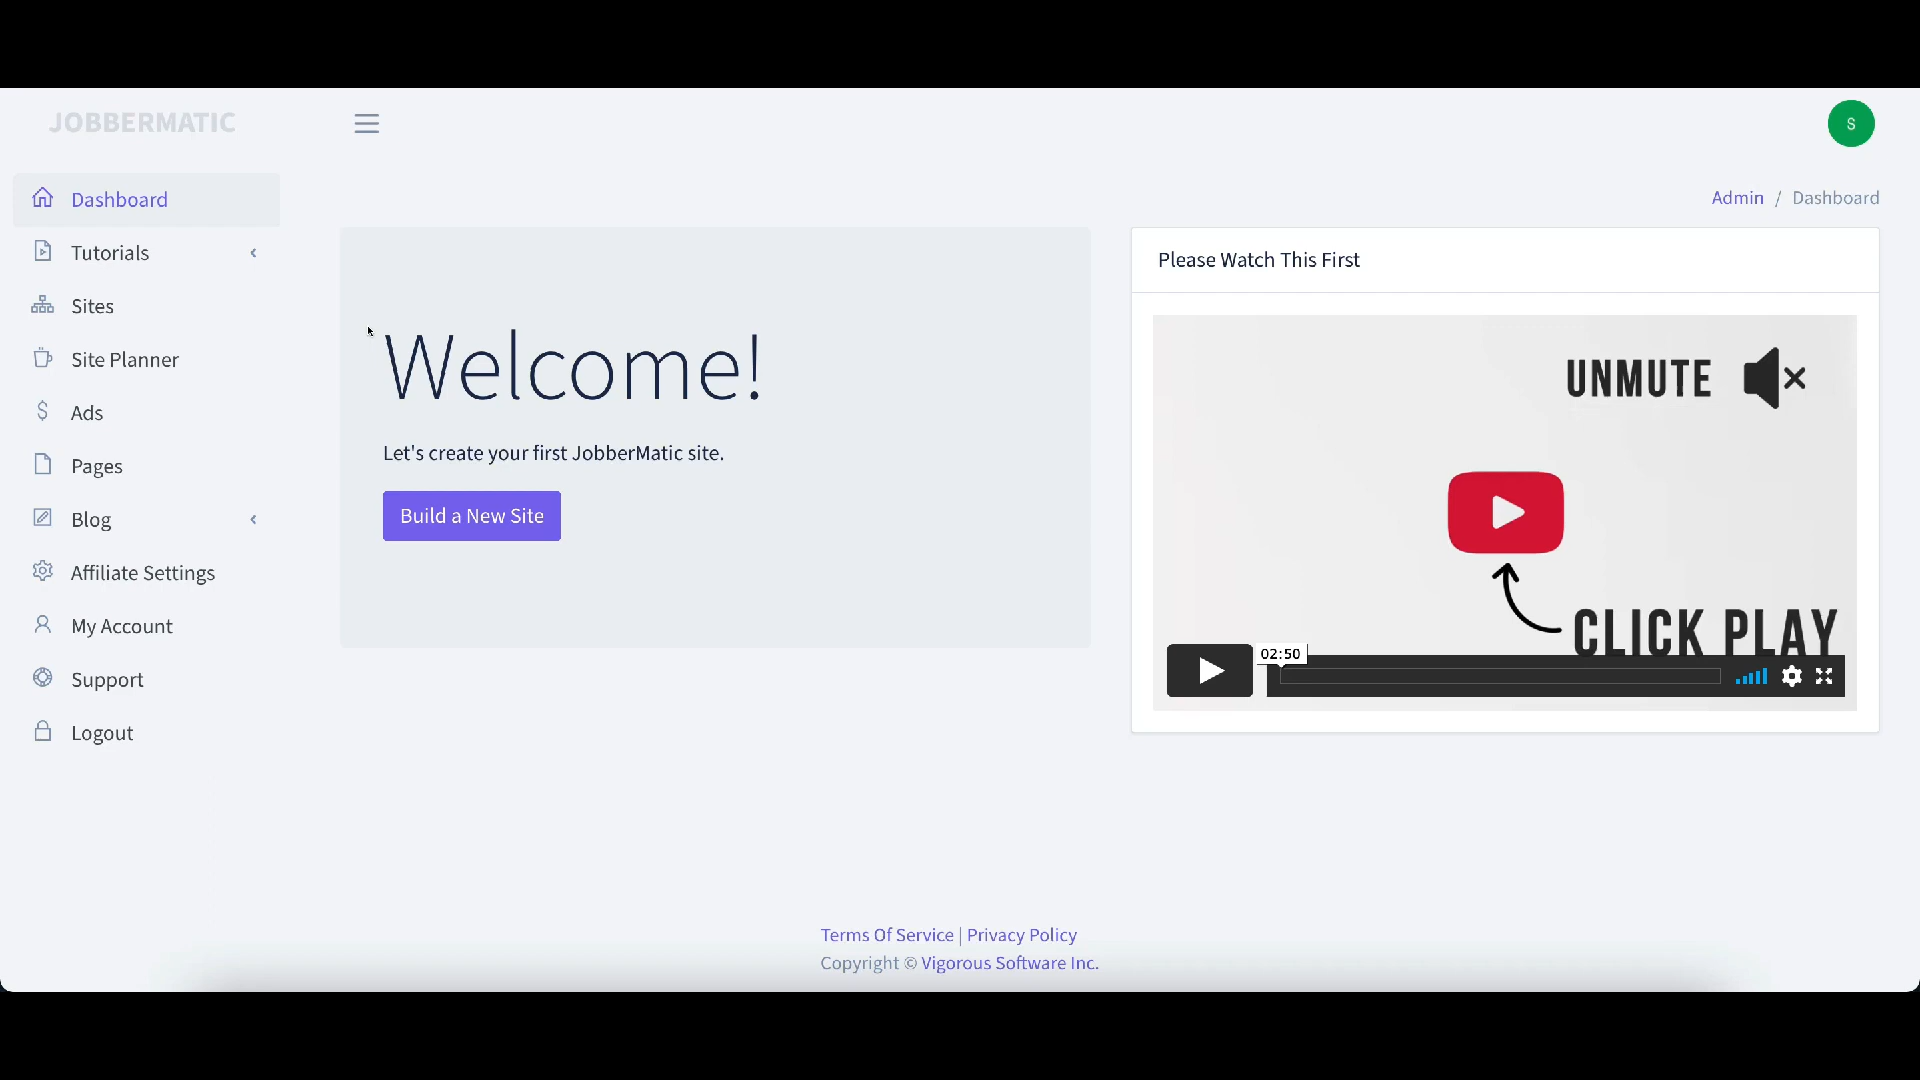 JOBBERMATIC
S
Dashboard
Tutorials
Sites
Site Planner
Ads
Pages
Blog
Affiliate Settings
My Account
Support
Logout
Admin / Dashboard
Welcome!
Let's create your first JobberMatic site.
Build a New Site
Please Watch This First
UNMUTE
CLICK PLAY
02:50
Terms Of Service | Privacy Policy
Copyright © Vigorous Software Inc.